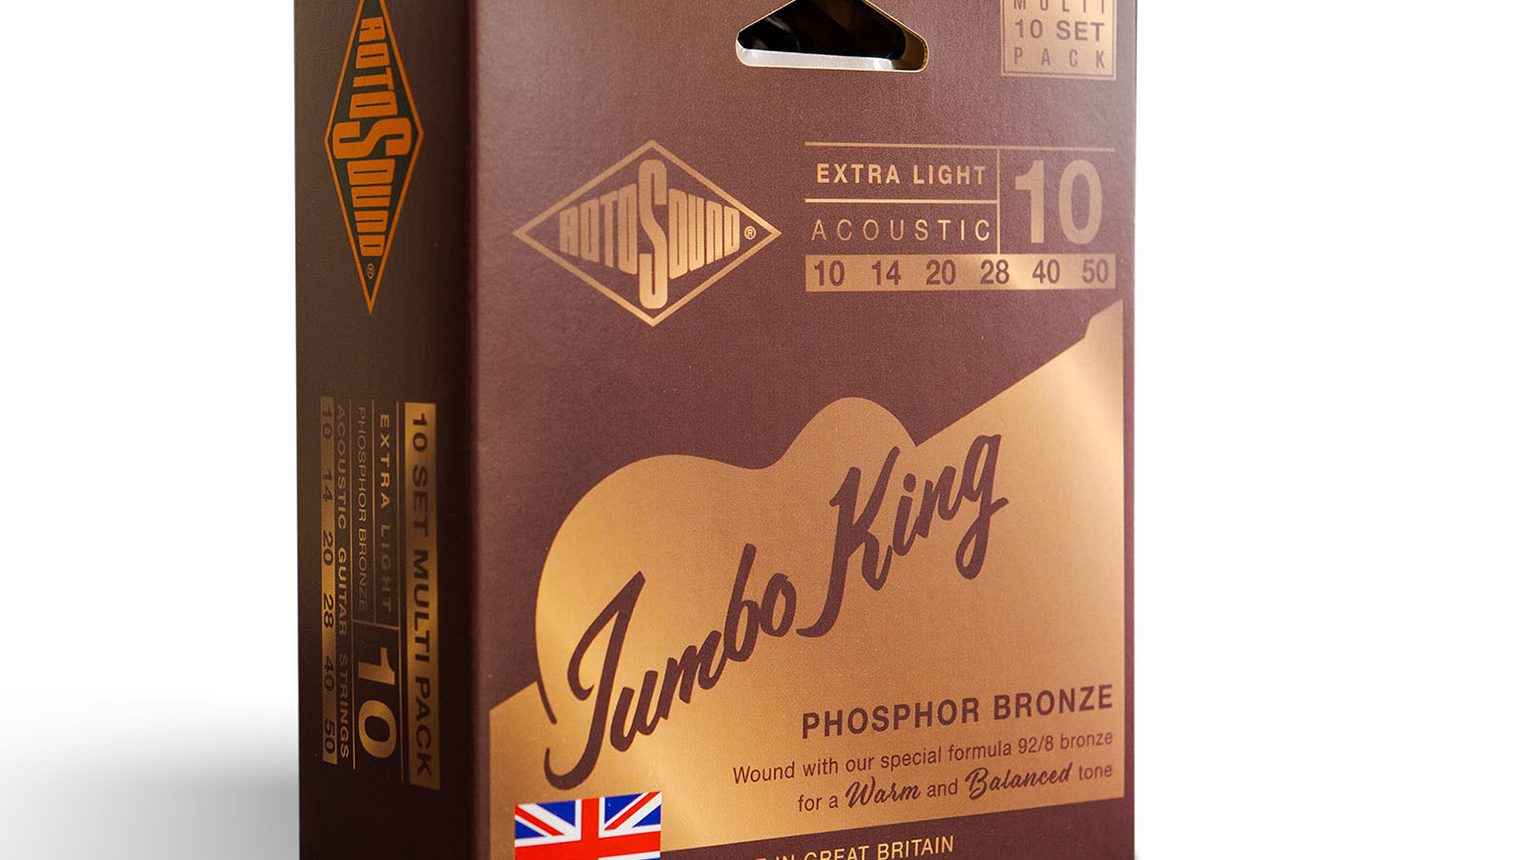 MULTI
10 SET
PACK
ROTOSOUND®
EXTRA LIGHT
ACOUSTIC
10
10 14 20 28 40 50
Jumbo King
PHOSPHOR BRONZE
Wound with our special formula 92/8 bronze
for a Warm and Balanced tone
IN GREAT BRITAIN
ROTOSOUND®
10 SET MULTI PACK
EXTRA LIGHT
PHOSPHOR BRONZE
10
ACOUSTIC GUITAR STRINGS
10 14 20 28 40 50